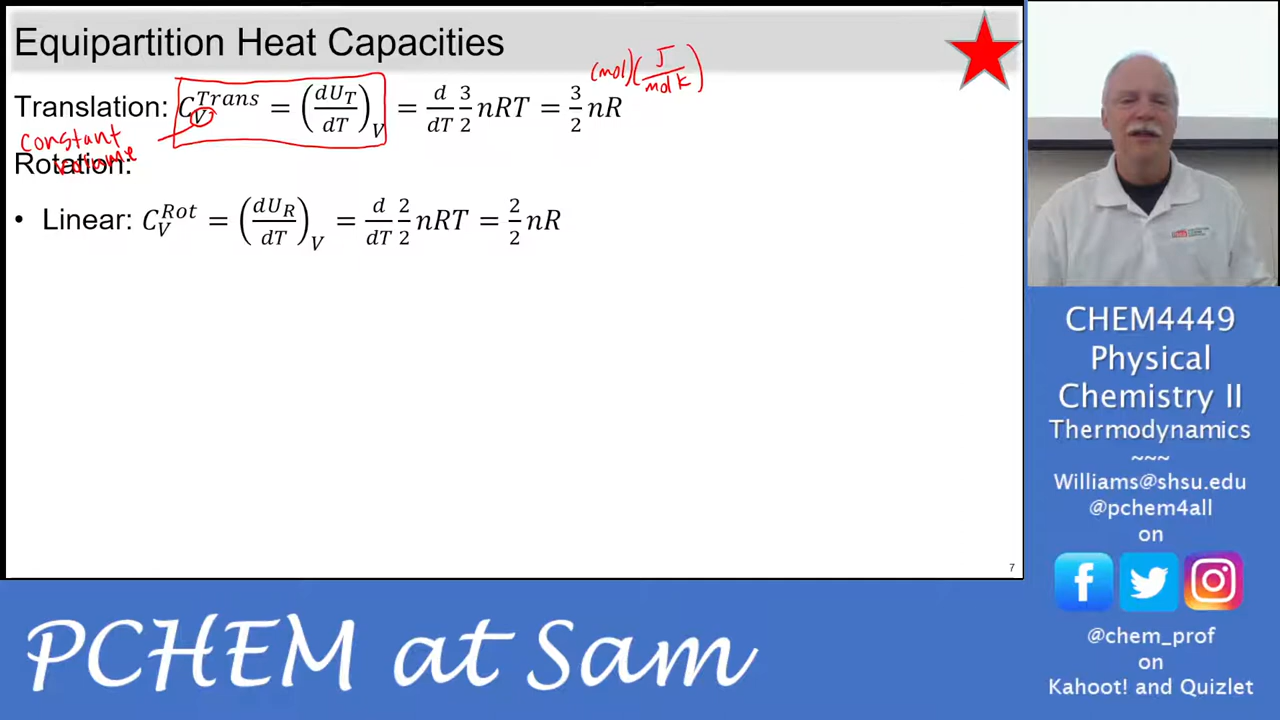 Equipartition Heat Capacities
(mol)(J/mol K)
Translation: C_V^Trans = (dU_T/dT)_V = d/dT 3/2 nRT = 3/2 nR
constant
volume
Rotation:
• Linear: C_V^Rot = (dU_R/dT)_V = d/dT 2/2 nRT = 2/2 nR
7
CHEM4449
Physical
Chemistry II
Thermodynamics
~~~
Williams@shsu.edu
@pchem4all
on
@chem_prof
on
Kahoot! and Quizlet
PCHEM at Sam